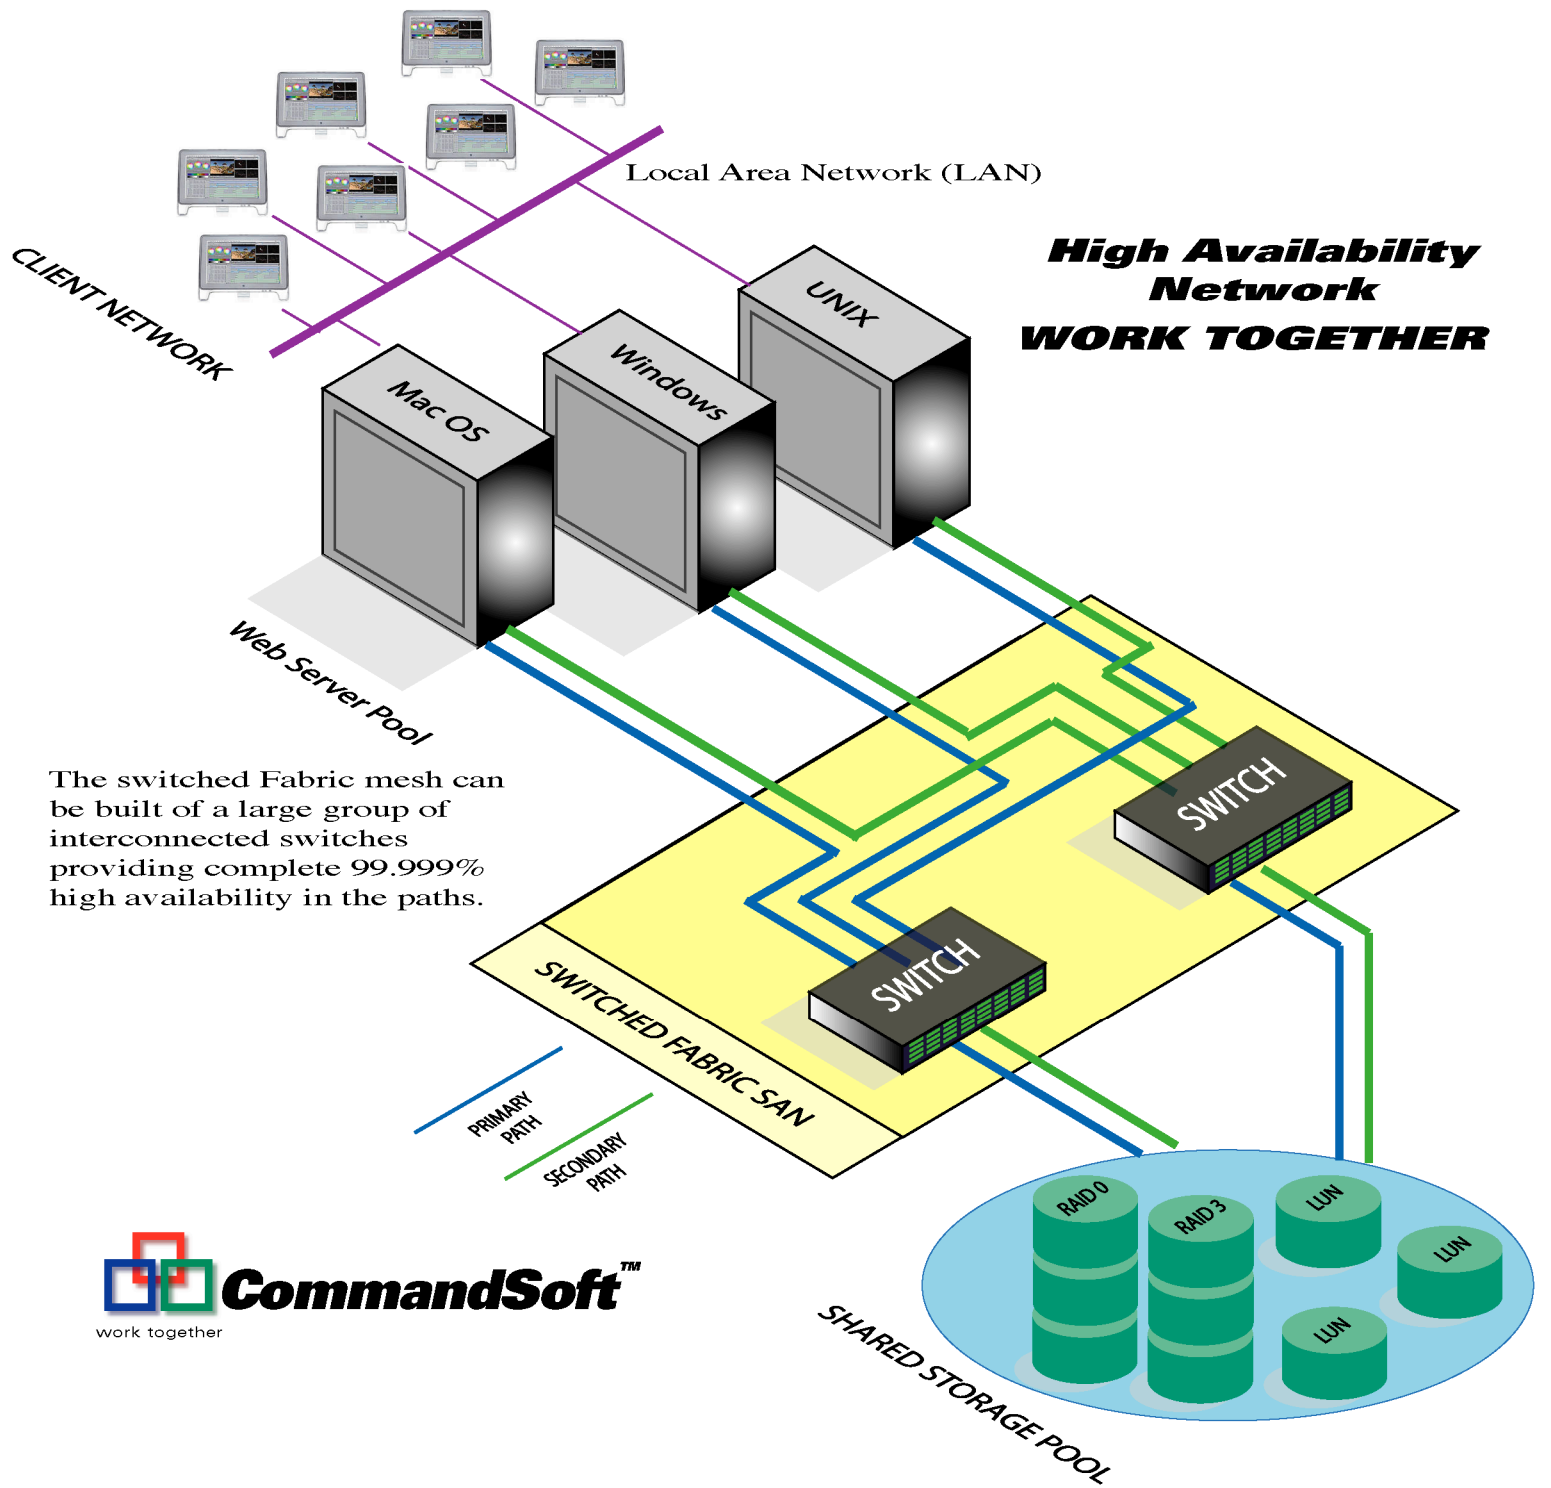 Local Area Network (LAN)
High Availability
Network
WORK TOGETHER
CLIENT NETWORK
UNIX
Windows
Mac OS
Web Server Pool
The switched Fabric mesh can
be built of a large group of
interconnected switches
providing complete 99.999%
high availability in the paths.
SWITCH
SWITCH
SWITCHED FABRIC SAN
PRIMARY
PATH
SECONDARY
PATH
RAID 0
RAID 3
LUN
LUN
LUN
SHARED STORAGE POOL
CommandSoft™
work together